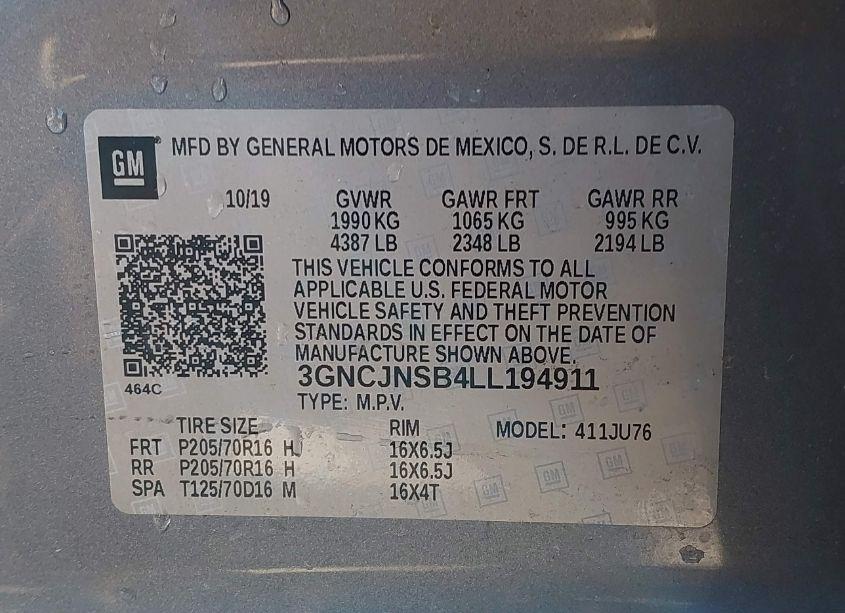 GM
MFD BY GENERAL MOTORS DE MEXICO, S. DE R.L. DE C.V.
10/19 GVWR GAWR FRT GAWR RR
1990 KG 1065 KG 995 KG
4387 LB 2348 LB 2194 LB
THIS VEHICLE CONFORMS TO ALL
APPLICABLE U.S. FEDERAL MOTOR
VEHICLE SAFETY AND THEFT PREVENTION
STANDARDS IN EFFECT ON THE DATE OF
MANUFACTURE SHOWN ABOVE.
464C
3GNCJNSB4LL194911
TYPE: M.P.V.
TIRE SIZE RIM MODEL: 411JU76
FRT P205/70R16 H 16X6.5J
RR P205/70R16 H 16X6.5J
SPA T125/70D16 M 16X4T